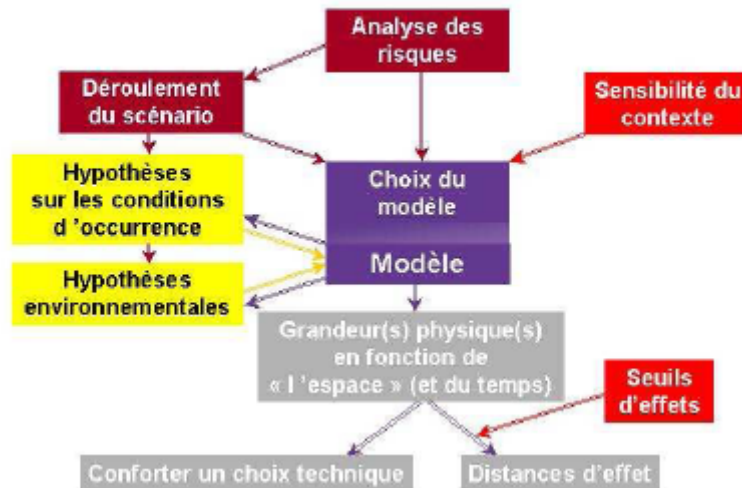 Analyse des
risques
Déroulement
du scénario
Sensibilité du
contexte
Hypothèses
sur les conditions
d 'occurrence
Choix du
modèle
Modèle
Hypothèses
environnementales
Grandeur(s) physique(s)
en fonction de
« l 'espace » (et du temps)
Seuils
d'effets
Conforter un choix technique
Distances d'effet